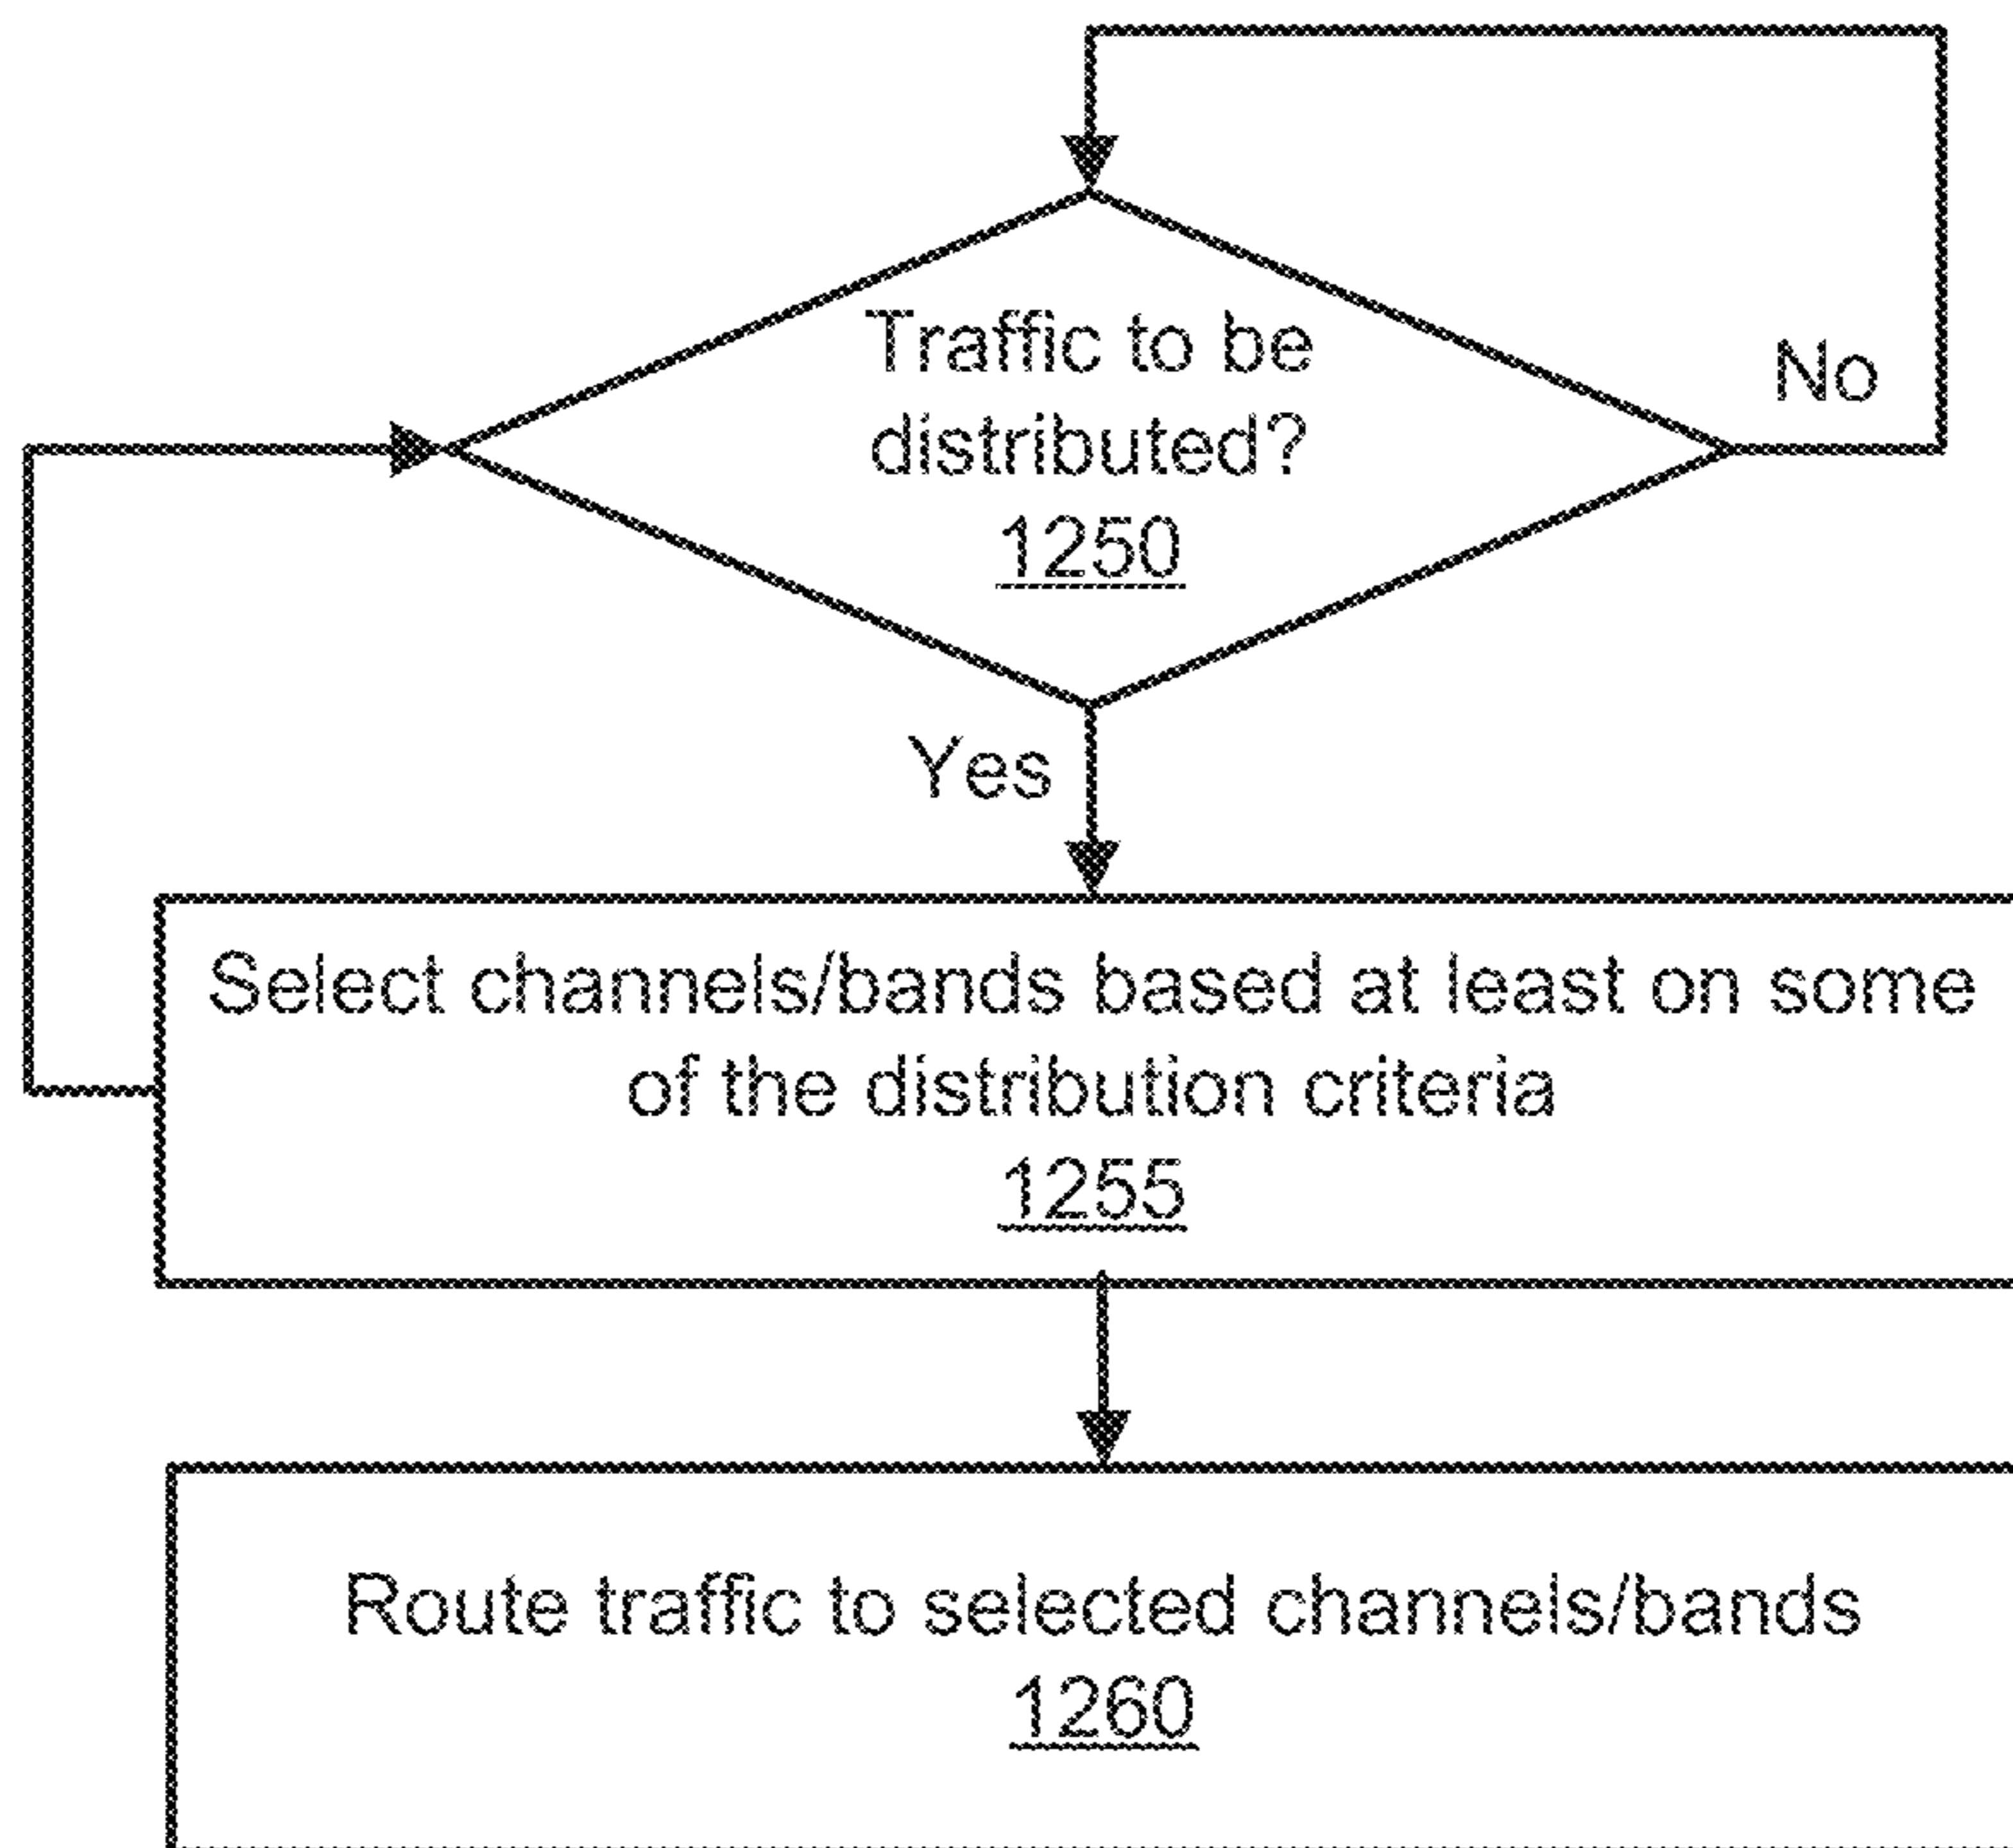 Traffic to be
distributed?
1250
No
Yes
Select channels/bands based at least on some
of the distribution criteria
1255
Route traffic to selected channels/bands
1260